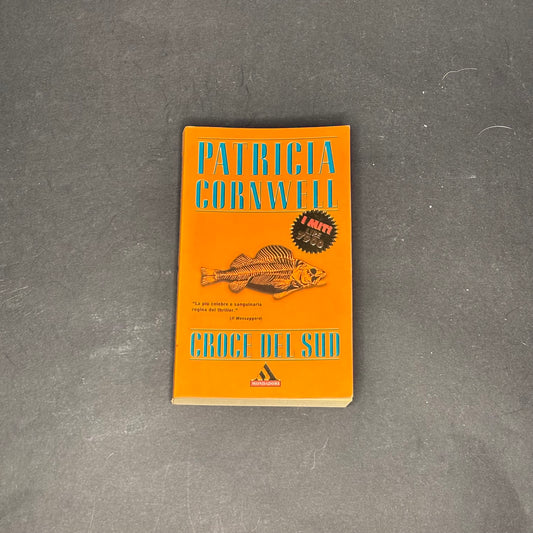 PATRICIA
CORNWELL
I MITI
"La più celebre e sanguinaria
regina del thriller."
(Il Messaggero)
CROCE DEL SUD
MONDADORI